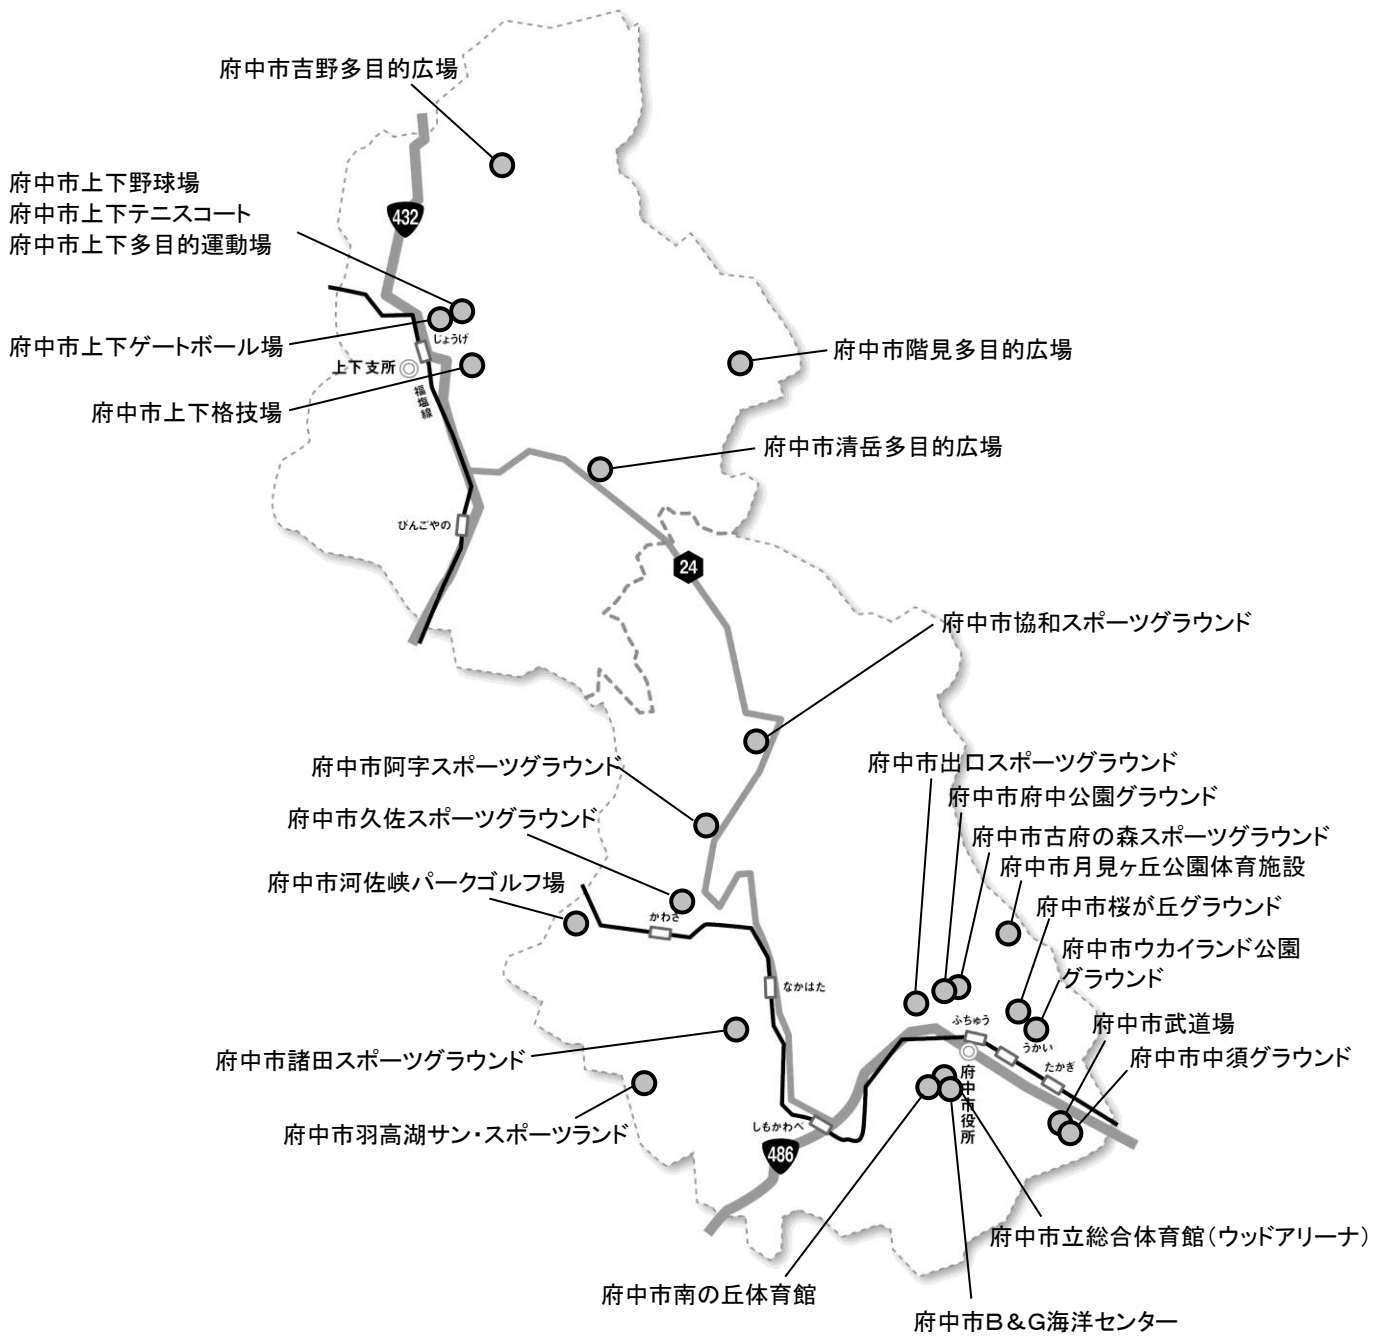 府中市吉野多目的広場
府中市上下野球場
府中市上下テニスコート
府中市上下多目的運動場
432
府中市上下ゲートボール場
じょうげ
上下支所
福塩線
府中市上下格技場
府中市階見多目的広場
府中市清岳多目的広場
びんごやの
24
府中市協和スポーツグラウンド
府中市阿字スポーツグラウンド
府中市出口スポーツグラウンド
府中市府中公園グラウンド
府中市久佐スポーツグラウンド
府中市古府の森スポーツグラウンド
府中市月見ヶ丘公園体育施設
府中市河佐峡パークゴルフ場
府中市桜が丘グラウンド
かわさ
府中市ウカイランド公園
グラウンド
なかはた
府中市武道場
ふちゅう
うかい
たかぎ
府中市中須グラウンド
府中市諸田スポーツグラウンド
府中市役所
府中市羽高湖サン・スポーツランド
しもかわべ
486
府中市立総合体育館（ウッドアリーナ）
府中市南の丘体育館
府中市B＆G海洋センター